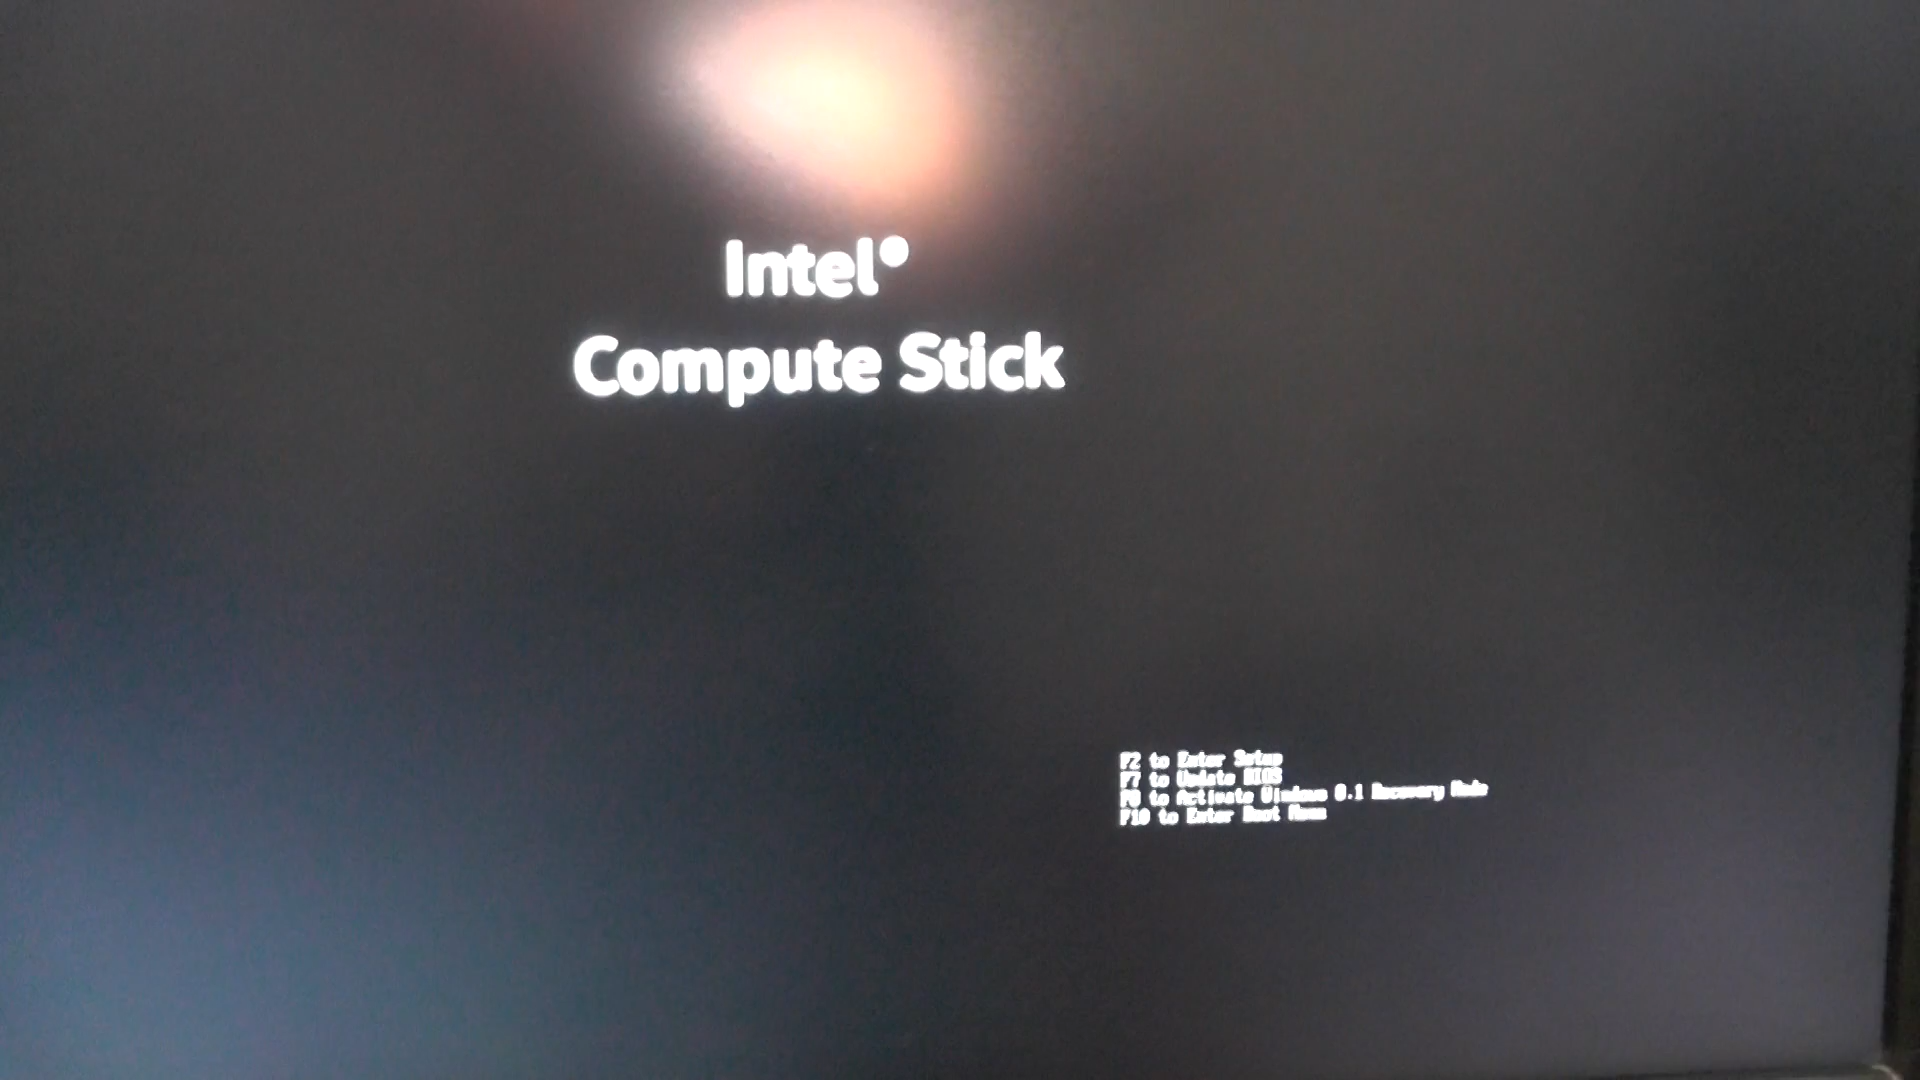 Intel®
Compute Stick
F2 to Enter Setup
F7 to Update BIOS
F8 to Activate Windows 8.1 Recovery Mode
F10 to Enter Boot Menu